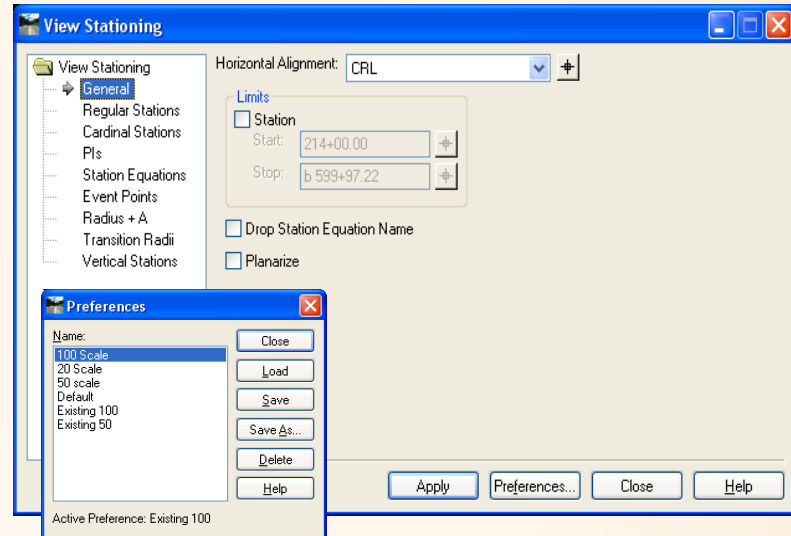 View Stationing
View Stationing
General
Regular Stations
Cardinal Stations
PIs
Station Equations
Event Points
Radius + A
Transition Radii
Vertical Stations
Horizontal Alignment: CRL
Limits
Station
Start: 214+00.00
Stop: b 599+97.22
Drop Station Equation Name
Planarize
Apply Preferences... Close Help
Preferences
Name:
100 Scale
20 Scale
50 scale
Default
Existing 100
Existing 50
Close
Load
Save
Save As...
Delete
Help
Active Preference: Existing 100